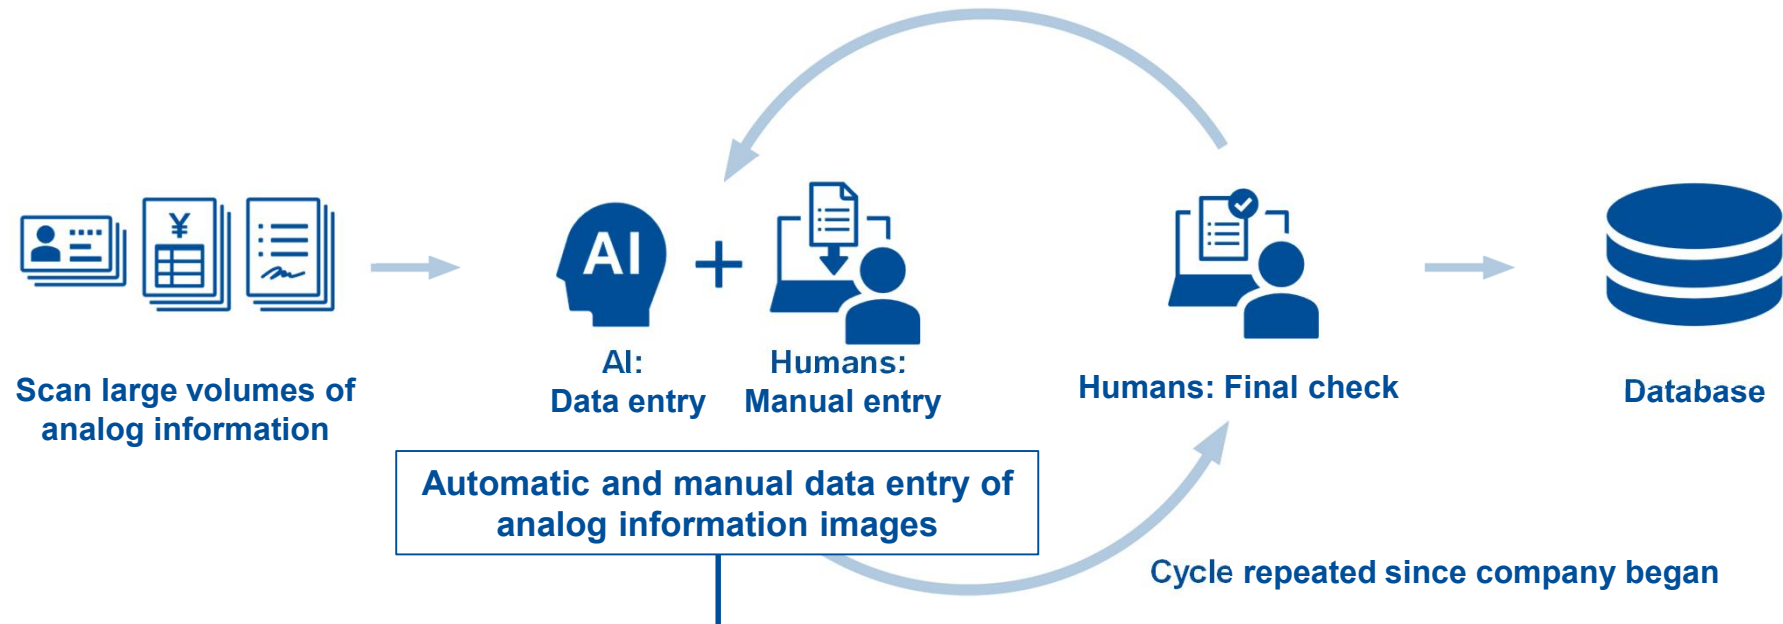 ¥
AI
Scan large volumes of
analog information
AI:
Data entry
Humans:
Manual entry
Humans: Final check
Database
Automatic and manual data entry of
analog information images
Cycle repeated since company began